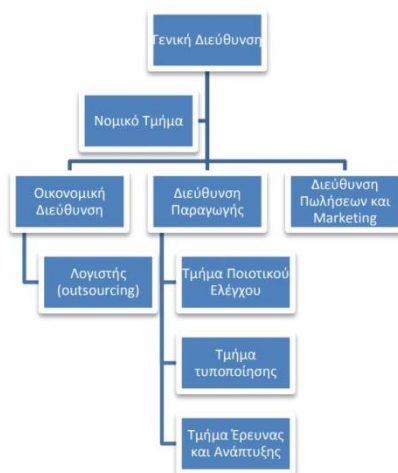 Γενική Διεύθυνση
Νομικό Τμήμα
Οικονομική
Διεύθυνση
Διεύθυνση
Παραγωγής
Διεύθυνση
Πωλήσεων και
Marketing
Λογιστής
(outsourcing)
Τμήμα Ποιοτικού
Ελέγχου
Τμήμα
τυποποίησης
Τμήμα Έρευνας
και Ανάπτυξης